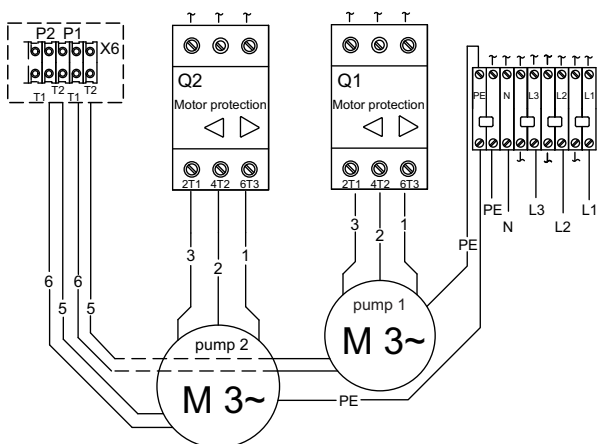 P2 P1
X6
T2 T2
T1 T1
Q2
Motor protection
2T1 4T2 6T3
Q1
Motor protection
2T1 4T2 6T3
PE N L3 L2 L1
PE L3 L1
N L2
PE
3 2 1
3 2 1
6 6
5 5
pump 1
M 3~
pump 2
M 3~
PE